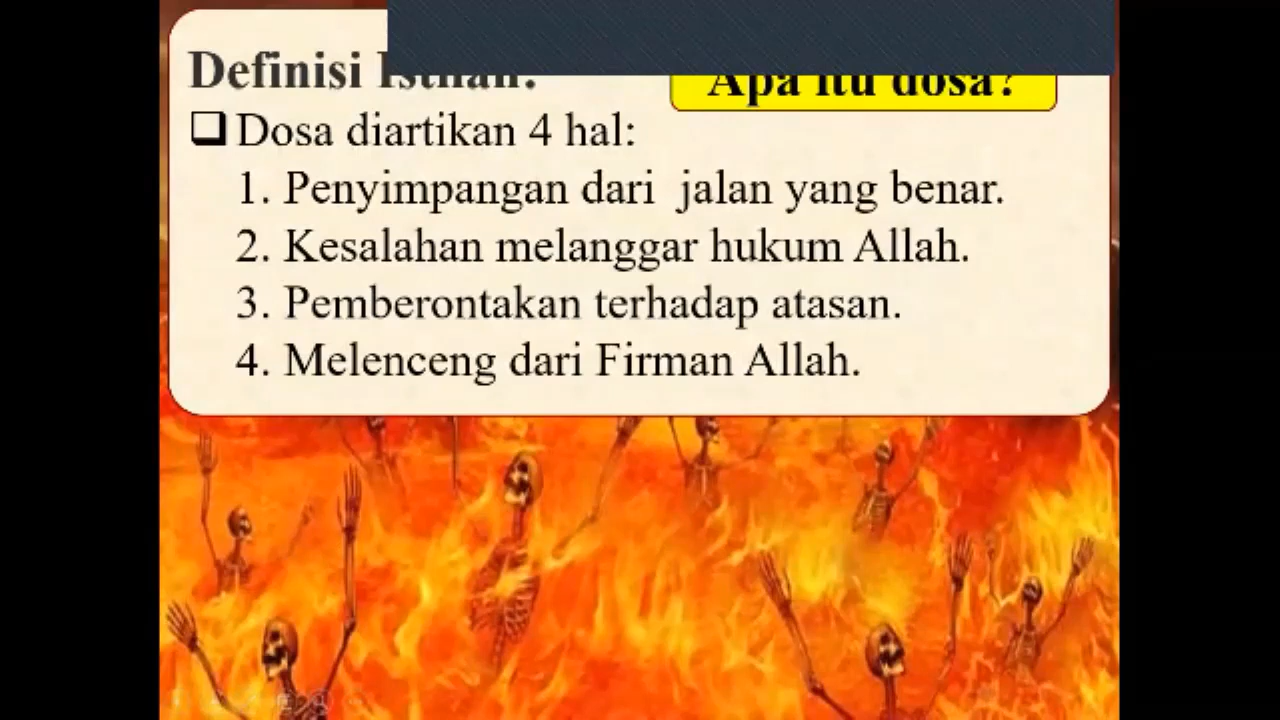 Definisi Istilah:
Apa itu dosa?
❑ Dosa diartikan 4 hal:
1. Penyimpangan dari jalan yang benar.
2. Kesalahan melanggar hukum Allah.
3. Pemberontakan terhadap atasan.
4. Melenceng dari Firman Allah.